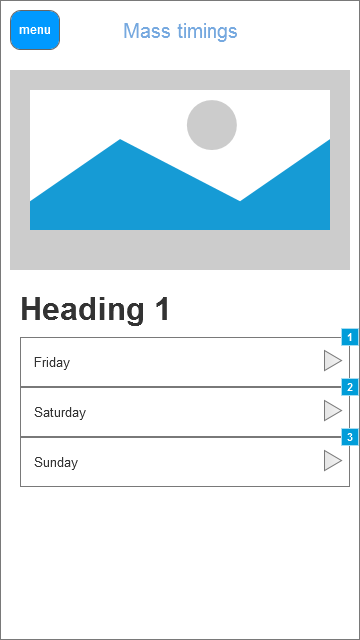 menu
Mass timings
Heading 1
1
Friday
2
Saturday
3
Sunday